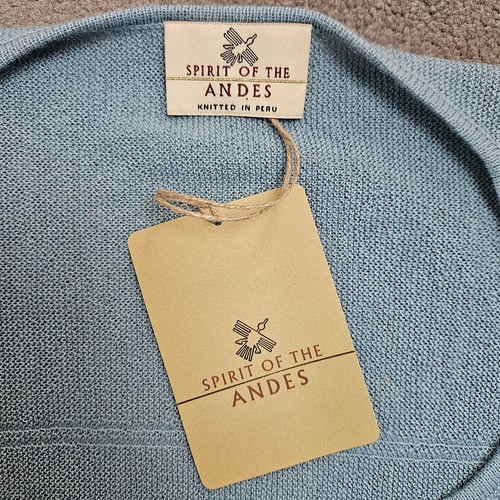 SPIRIT OF THE
ANDES
KNITTED IN PERU
SPIRIT OF THE
ANDES